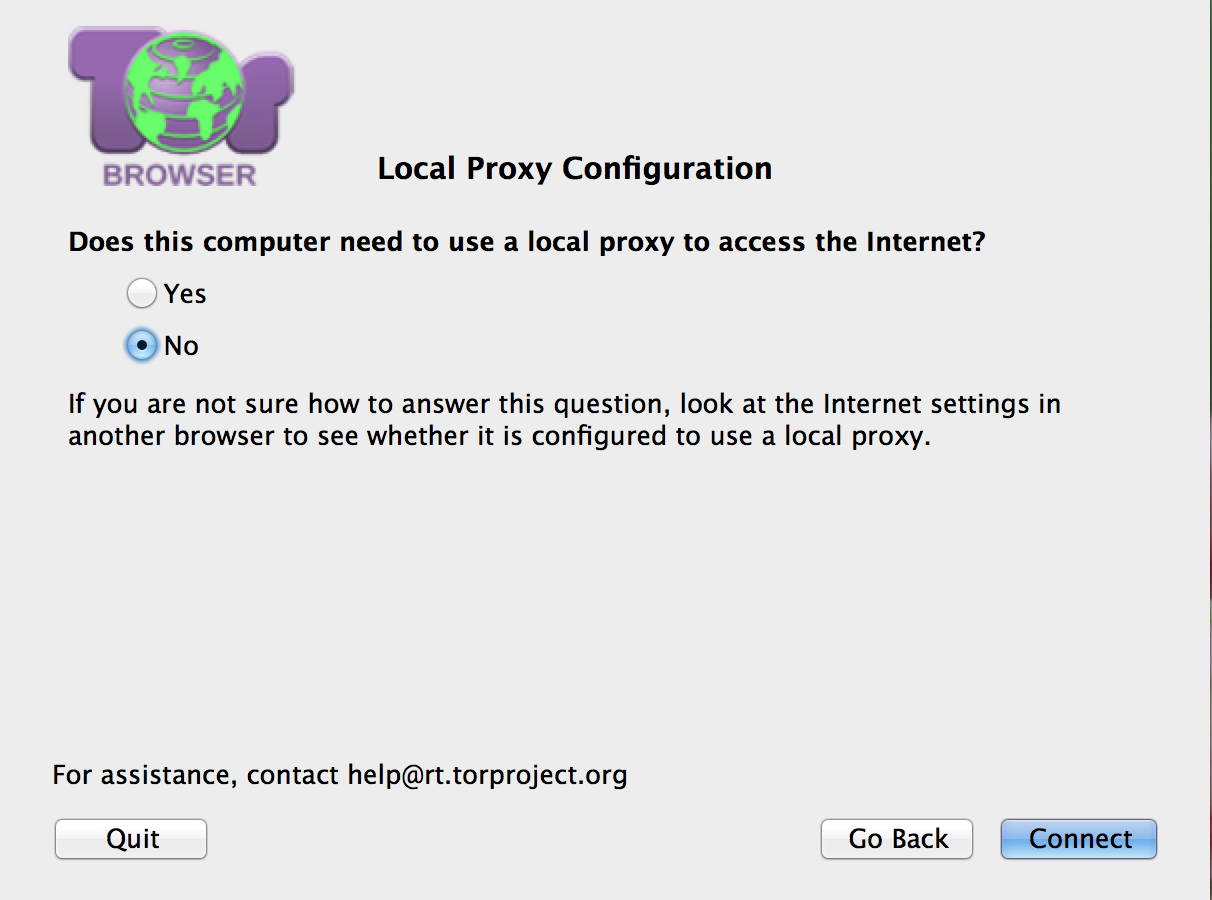 Tor
BROWSER
Local Proxy Configuration
Does this computer need to use a local proxy to access the Internet?
Yes
No
If you are not sure how to answer this question, look at the Internet settings in
another browser to see whether it is configured to use a local proxy.
For assistance, contact help@rt.torproject.org
Quit
Go Back
Connect